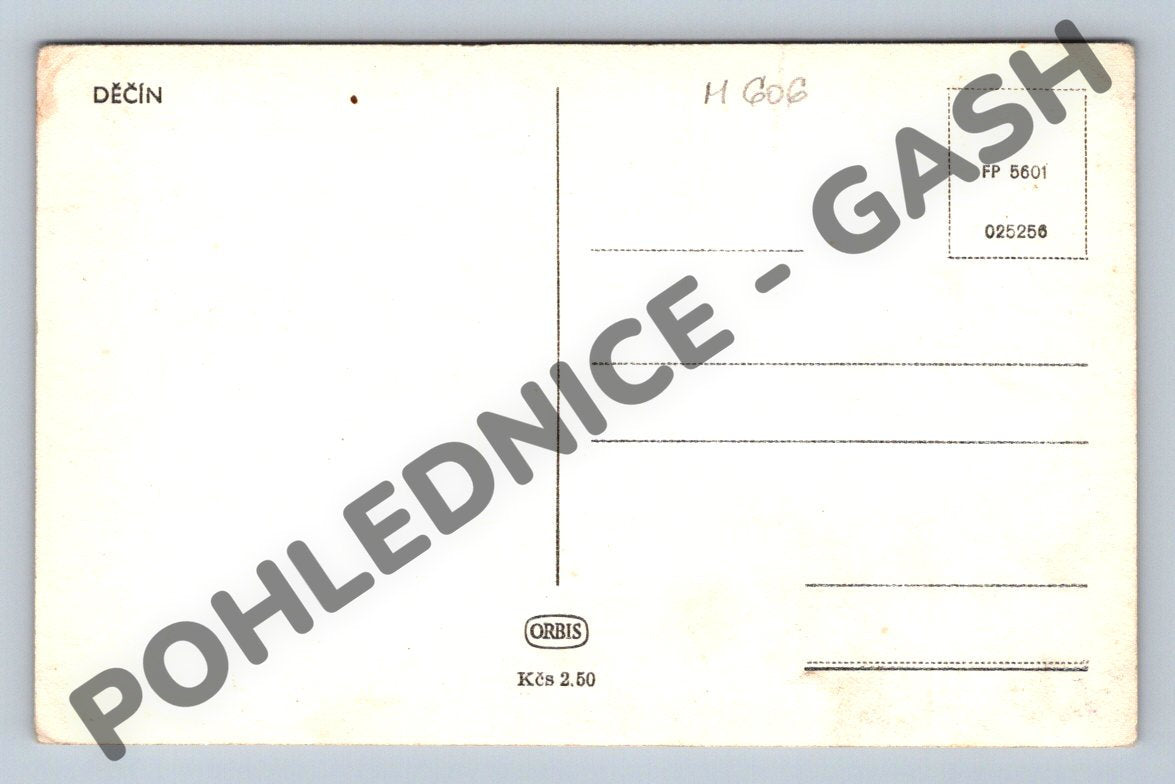 DĚČÍN
M 606
FP 5601
025256
ORBIS
Kčs 2.50
POHLEDNICE - GASH